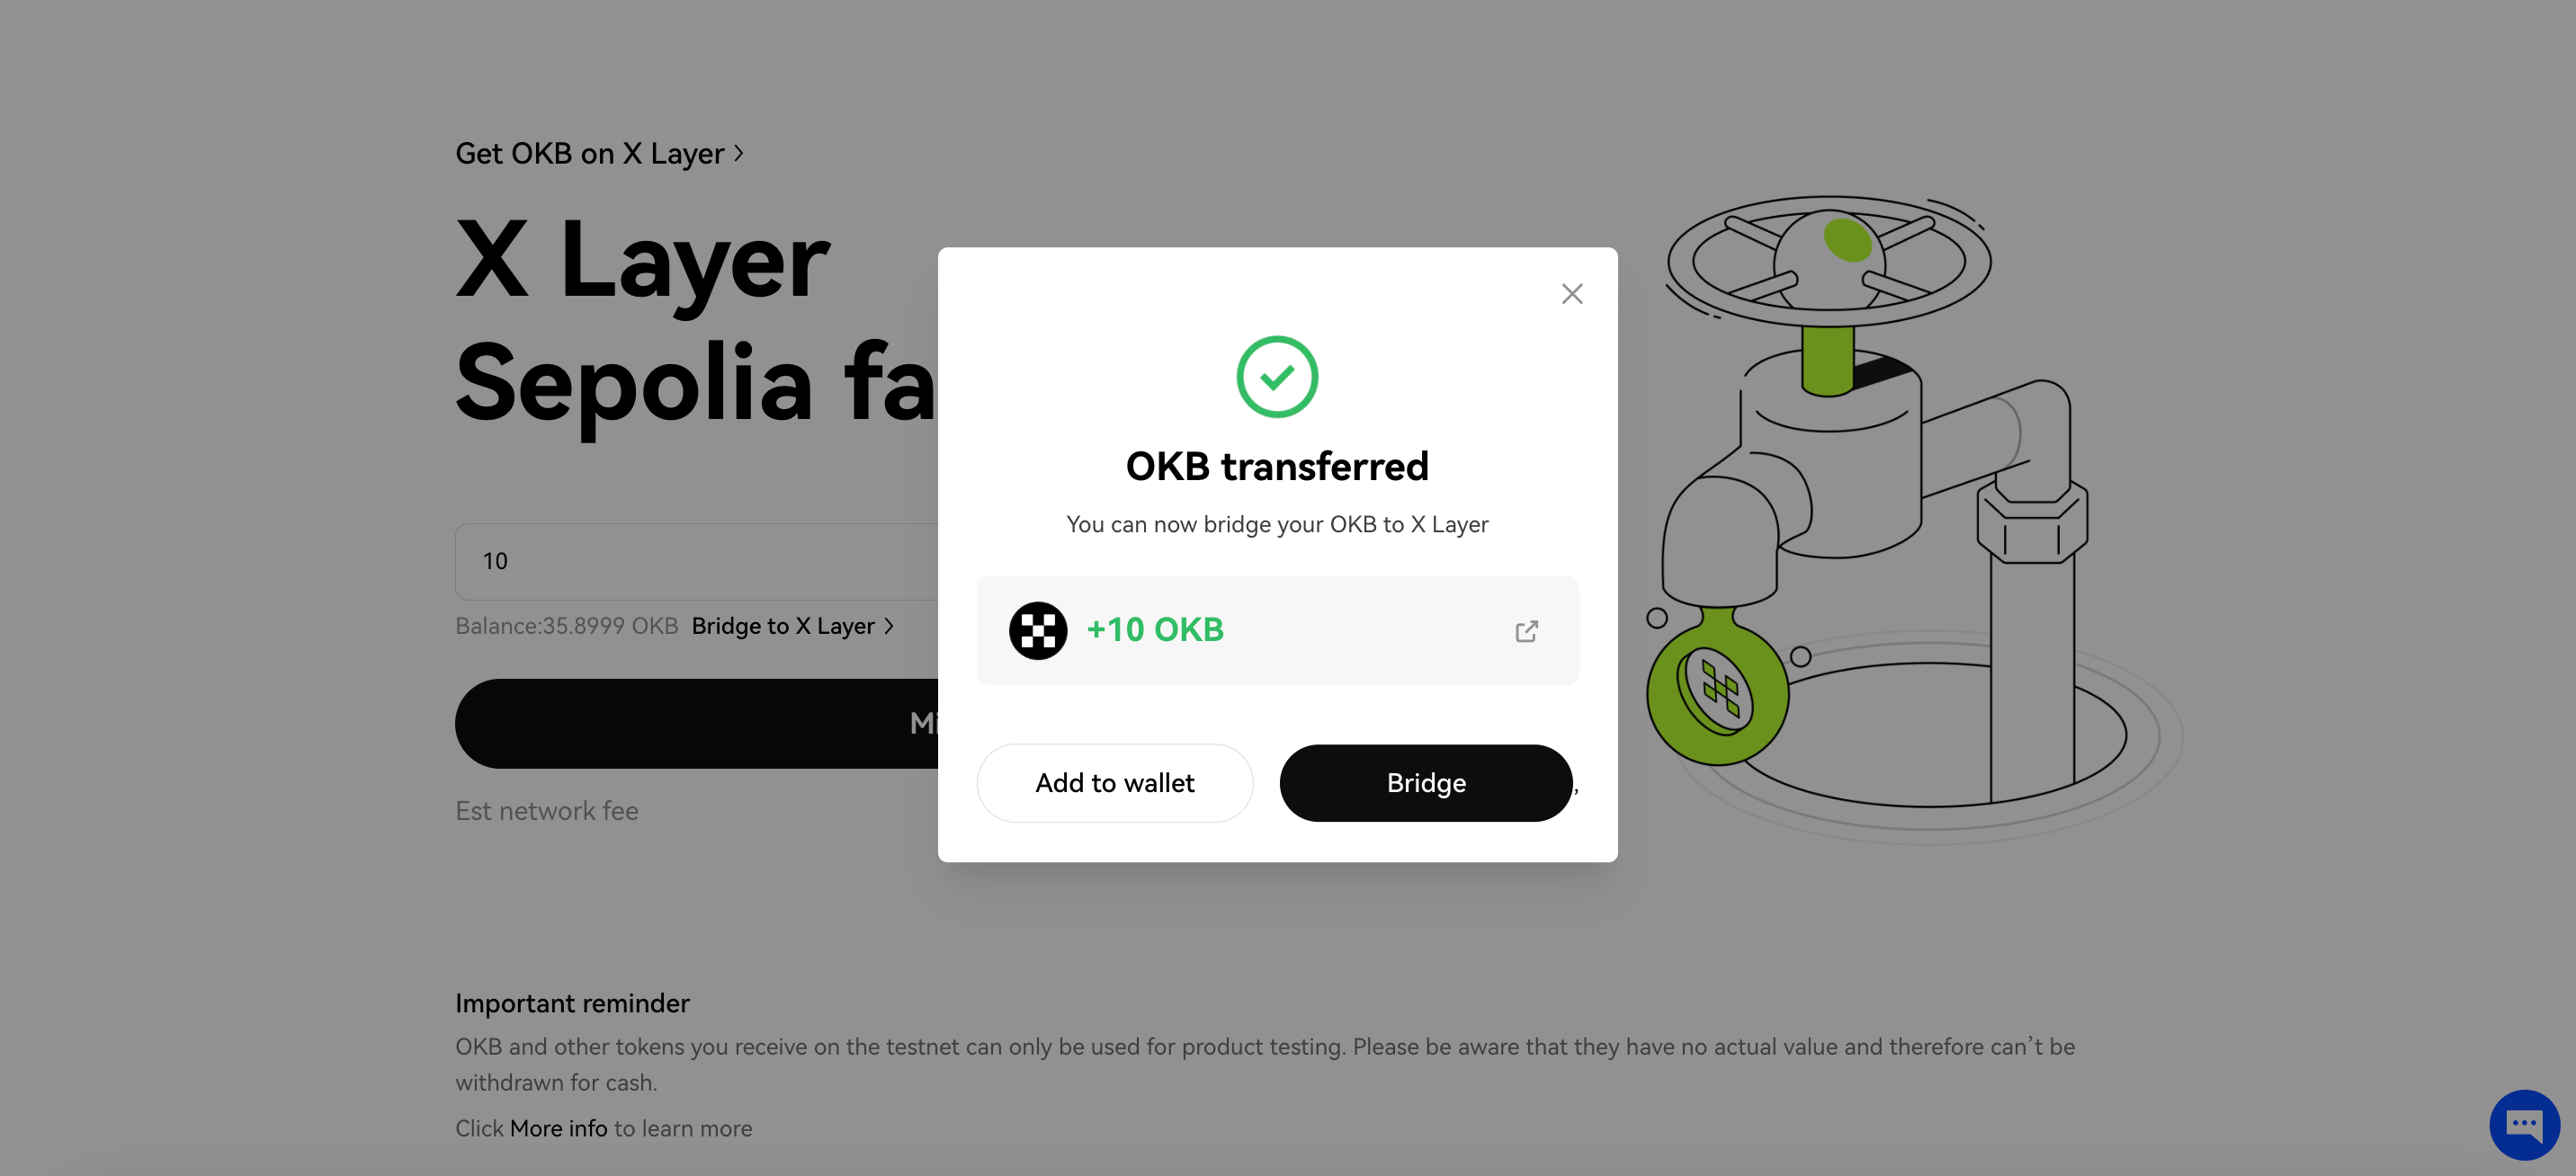 Get OKB on X Layer
X Layer
Sepolia fa
10
Balance:35.8999 OKB Bridge to X Layer
Mi
Est network fee
OKB transferred
You can now bridge your OKB to X Layer
+10 OKB
Add to wallet
Bridge
,
Important reminder
OKB and other tokens you receive on the testnet can only be used for product testing. Please be aware that they have no actual value and therefore can’t be
withdrawn for cash.
Click More info to learn more